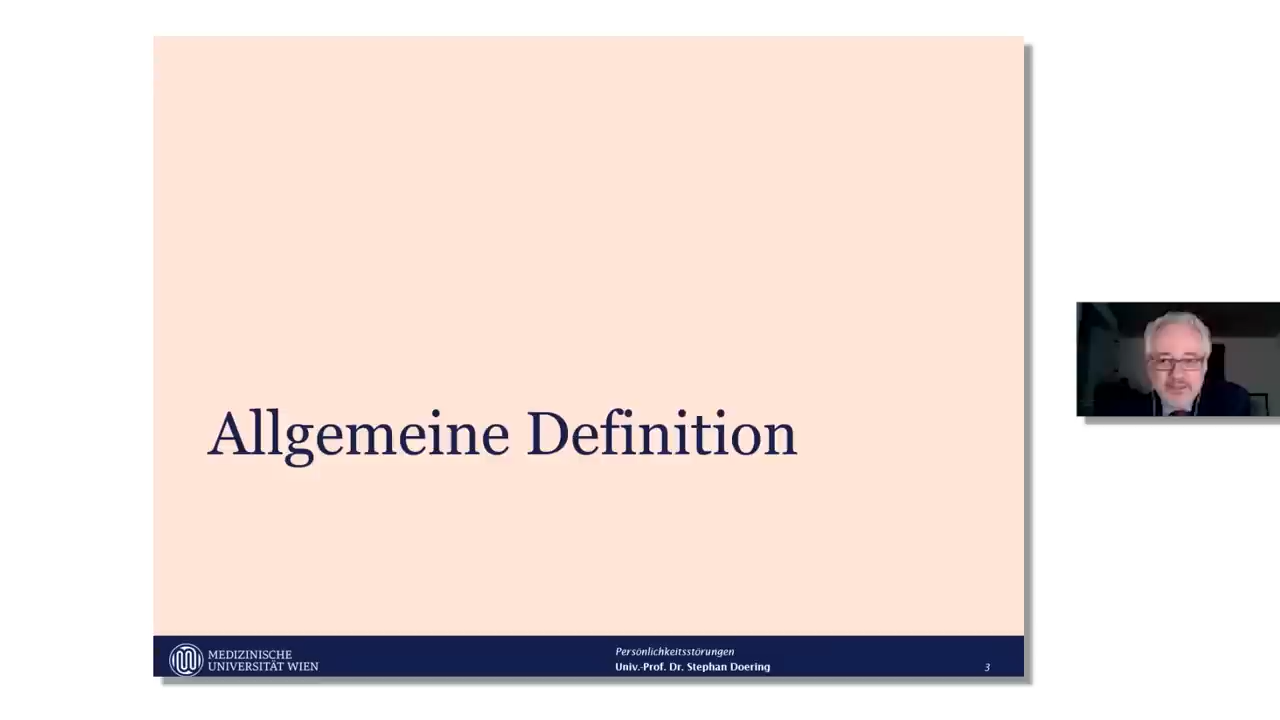 Allgemeine Definition
MEDIZINISCHE
UNIVERSITÄT WIEN
Persönlichkeitsstörungen
Univ.-Prof. Dr. Stephan Doering
3